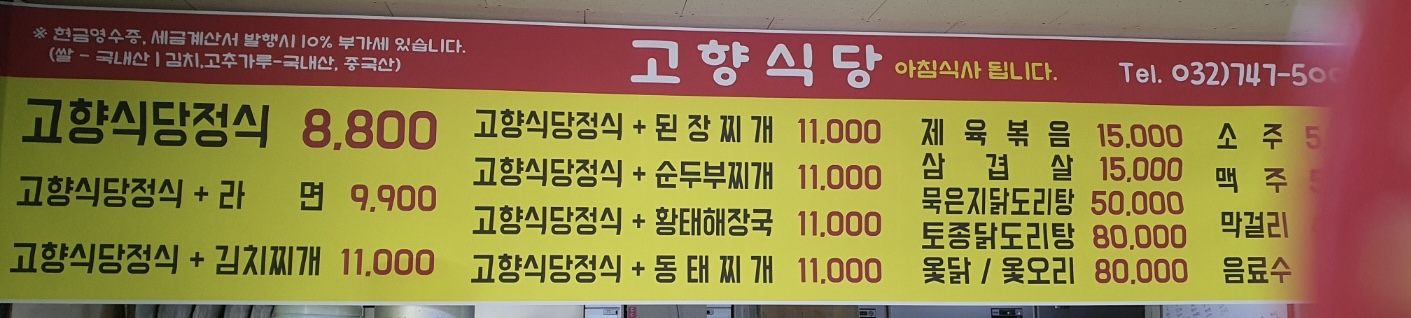 ※ 현금영수증, 세금계산서 발행시 10% 부가세 있습니다.
(쌀 - 국내산 | 김치,고추가루-국내산, 중국산)
고향식당 아침식사 됩니다.
Tel. 032)747-500
고향식당정식 8,800
고향식당정식 + 라 면 9,900
고향식당정식 + 김치찌개 11,000
고향식당정식 + 된 장 찌 개 11,000
고향식당정식 + 순두부찌개 11,000
고향식당정식 + 황태해장국 11,000
고향식당정식 + 동 태 찌 개 11,000
제 육 볶 음 15,000
삼 겹 살 15,000
묵은지닭도리탕 50,000
토종닭도리탕 80,000
옻닭 / 옻오리 80,000
소 주 5
맥 주 5
막걸리
음료수